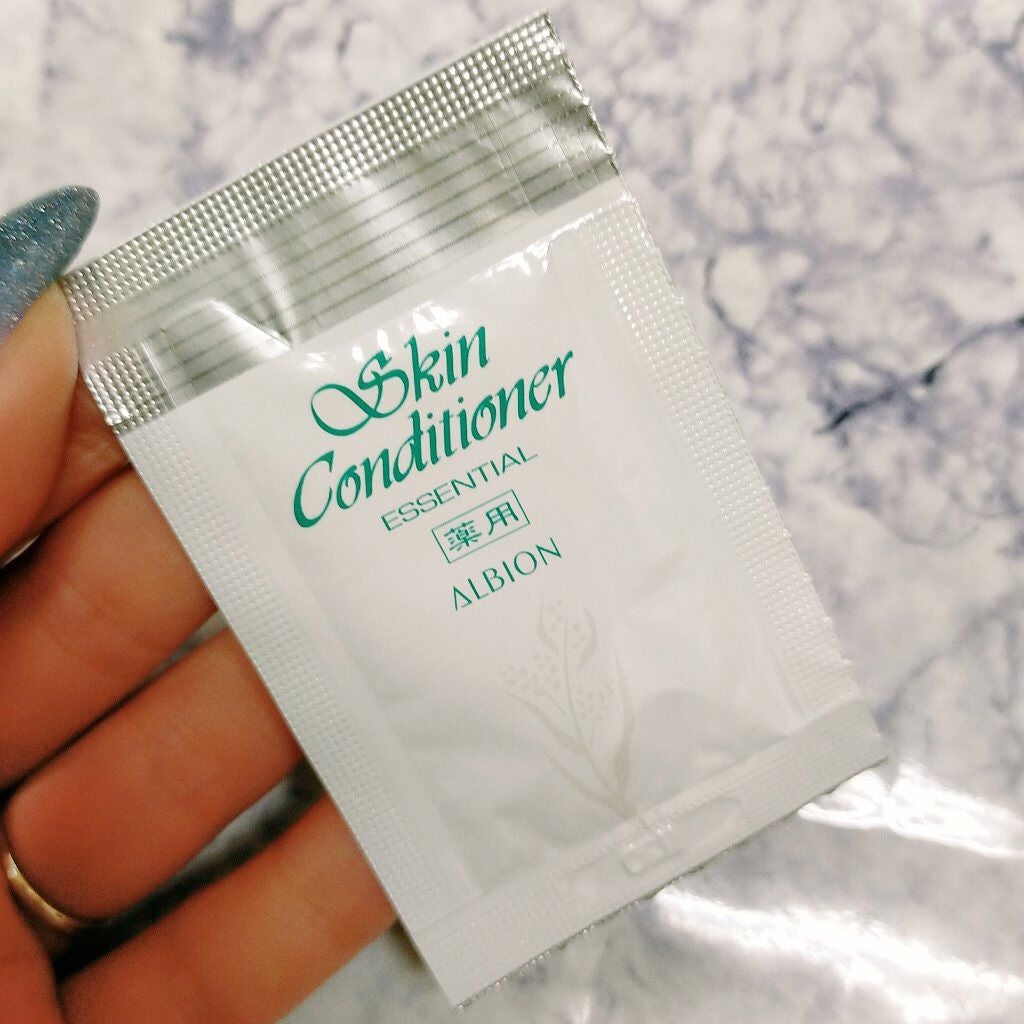 Skin
Conditioner
ESSENTIAL
薬用
ALBION